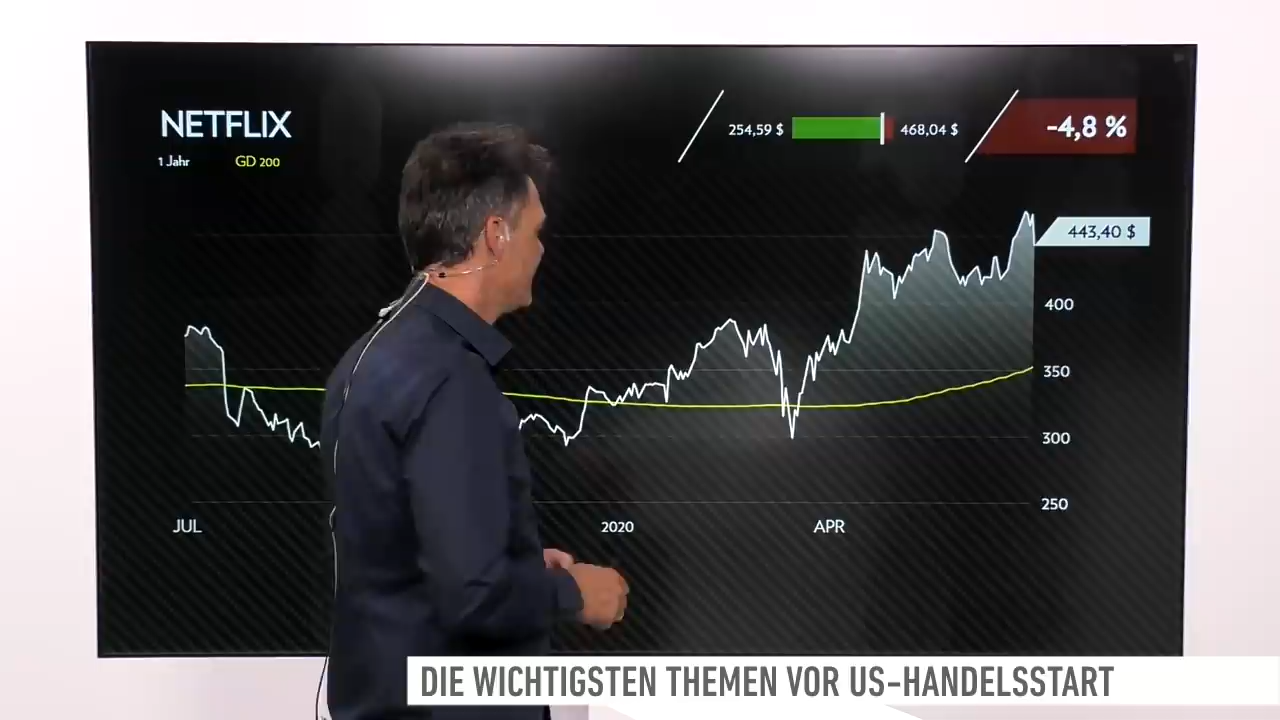 NETFLIX
1 Jahr GD 200
254,59 $ 468,04 $ -4,8 %
443,40 $
400
350
300
250
JUL 2020 APR
DIE WICHTIGSTEN THEMEN VOR US-HANDELSSTART